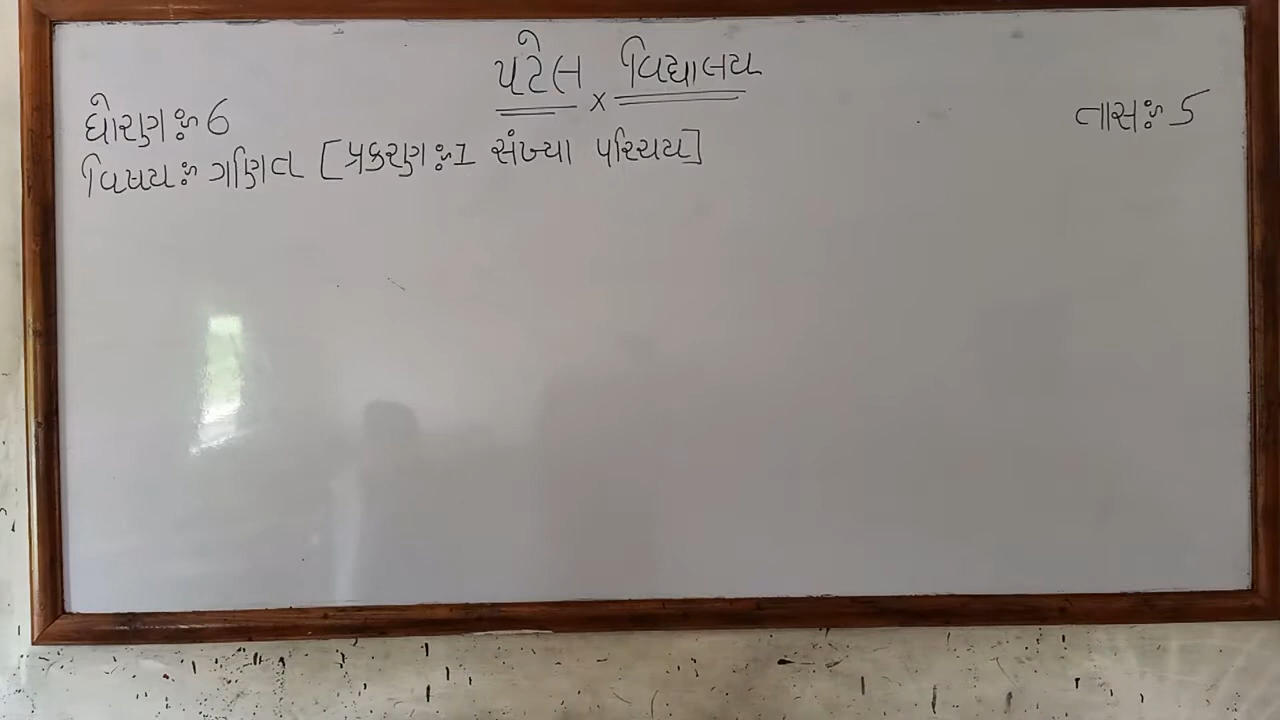 પટેલ x વિદ્યાલય
ધોરણ ઃ 6
તાસ ઃ 5
વિષય ઃ ગણિત [પ્રકરણ ઃ 1 સંખ્યા પરિચય]